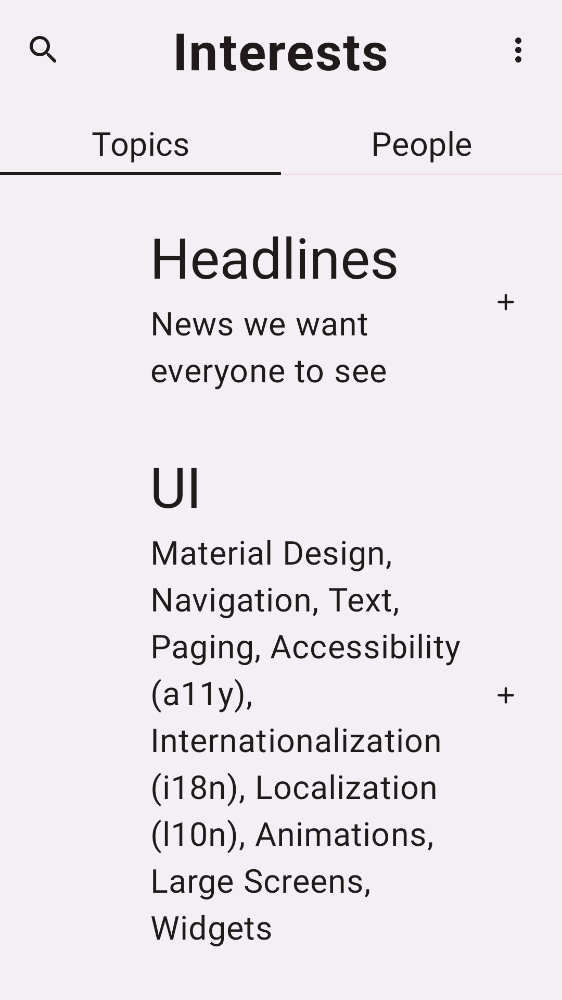 Interests
Topics
People
Headlines
News we want
everyone to see
+
UI
Material Design,
Navigation, Text,
Paging, Accessibility
(a11y),
+
Internationalization
(i18n), Localization
(l10n), Animations,
Large Screens,
Widgets